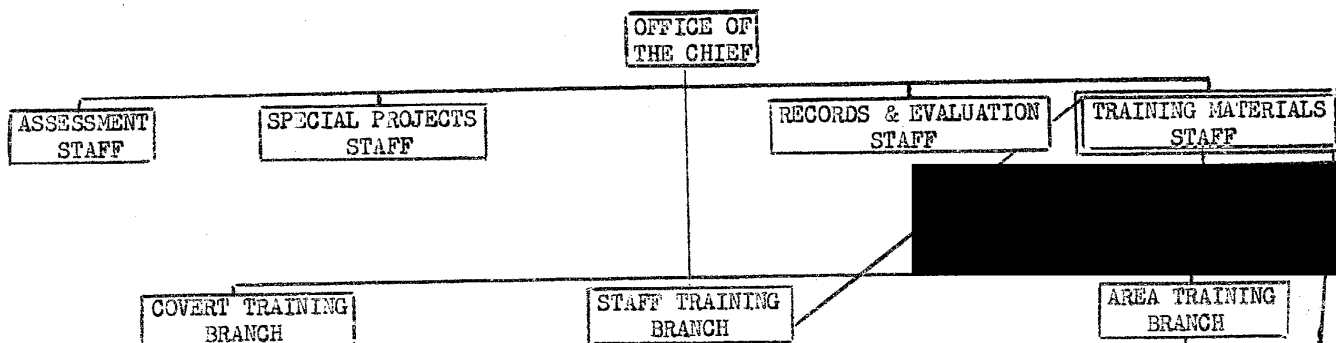 OFFICE OF
THE CHIEF
ASSESSMENT
STAFF
SPECIAL PROJECTS
STAFF
RECORDS & EVALUATION
STAFF
TRAINING MATERIALS
STAFF
COVERT TRAINING
BRANCH
STAFF TRAINING
BRANCH
AREA TRAINING
BRANCH